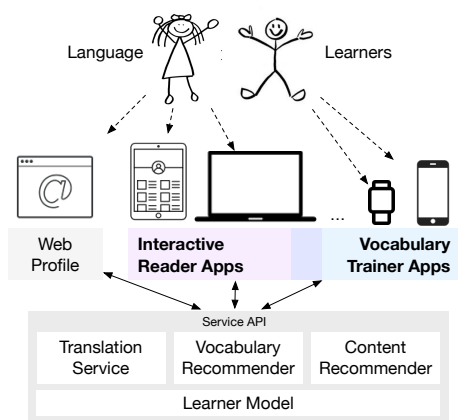 Language
Learners
@
...
Web
Profile
Interactive
Reader Apps
Vocabulary
Trainer Apps
Service API
Translation
Service
Vocabulary
Recommender
Content
Recommender
Learner Model